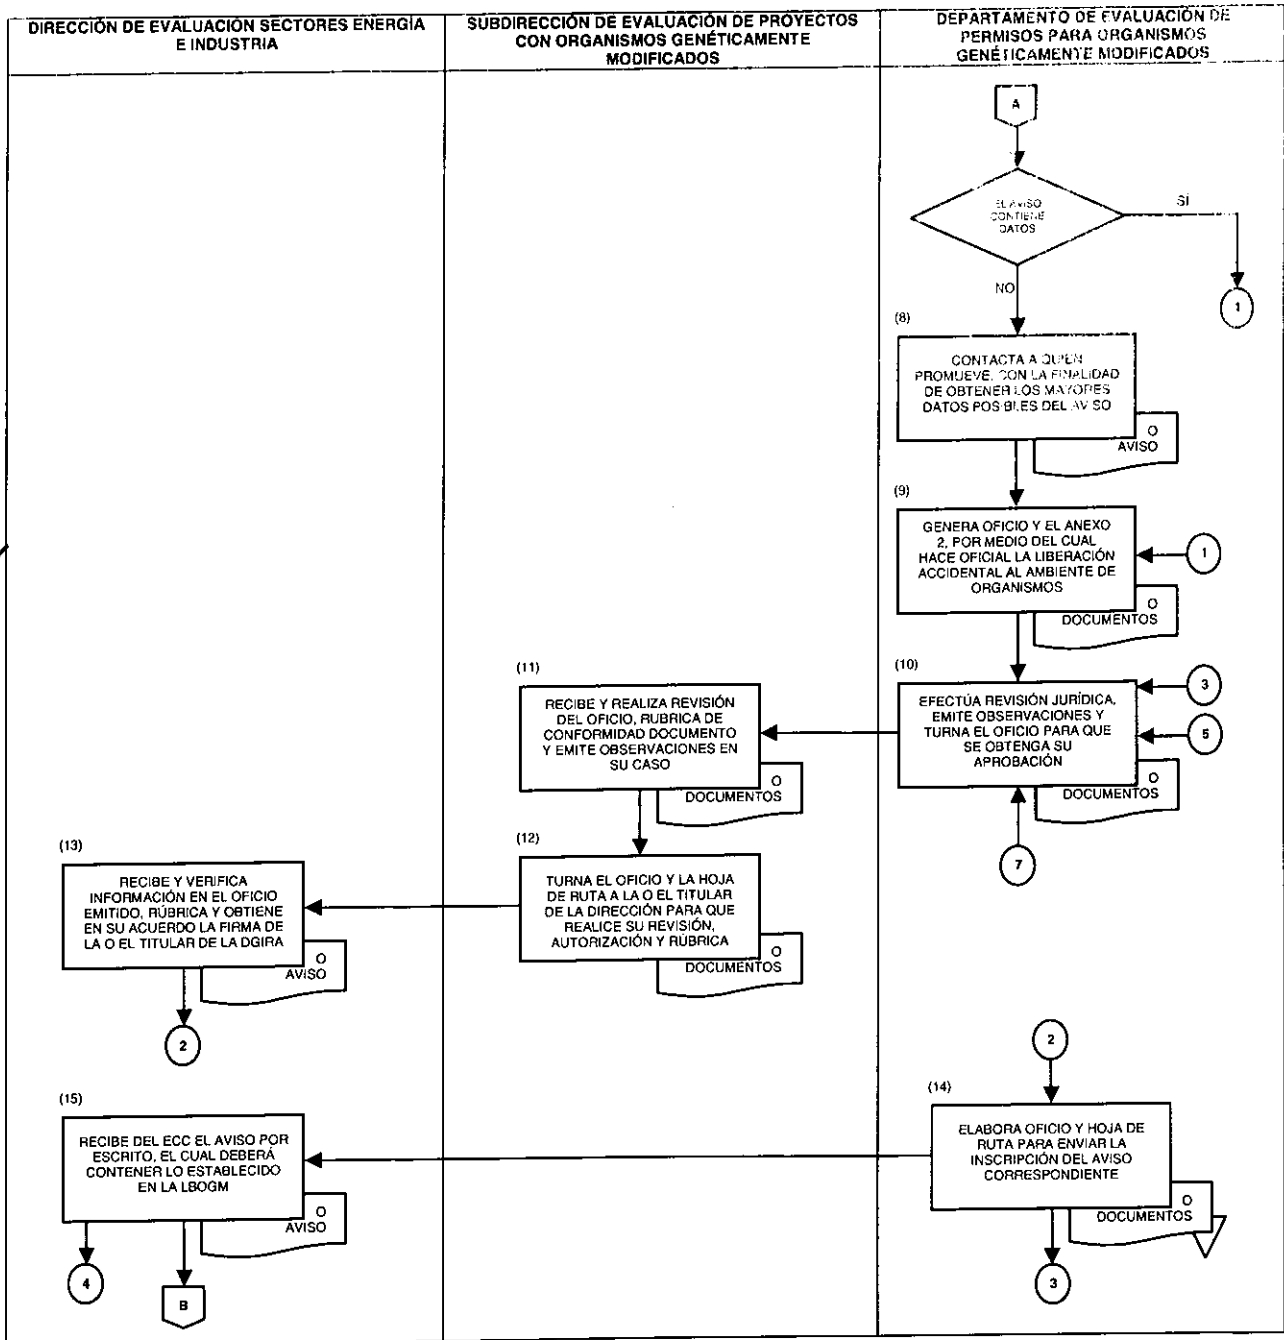 DIRECCIÓN DE EVALUACIÓN SECTORES ENERGÍA
E INDUSTRIA
SUBDIRECCIÓN DE EVALUACIÓN DE PROYECTOS
CON ORGANISMOS GENÉTICAMENTE
MODIFICADOS
DEPARTAMENTO DE EVALUACIÓN DE
PERMISOS PARA ORGANISMOS
GENÉTICAMENTE MODIFICADOS
A
EL AVISO
CONTIENE
DATOS
SÍ
1
NO
(8)
CONTACTA A QUIEN
PROMUEVE, CON LA FINALIDAD
DE OBTENER LOS MAYORES
DATOS POSIBLES DEL AVISO
O
AVISO
(9)
GENERA OFICIO Y EL ANEXO
2, POR MEDIO DEL CUAL
HACE OFICIAL LA LIBERACIÓN
ACCIDENTAL AL AMBIENTE DE
ORGANISMOS
1
O
DOCUMENTOS
(10)
EFECTÚA REVISIÓN JURÍDICA,
EMITE OBSERVACIONES Y
TURNA EL OFICIO PARA QUE
SE OBTENGA SU
APROBACIÓN
3
5
O
DOCUMENTOS
7
(11)
RECIBE Y REALIZA REVISIÓN
DEL OFICIO, RUBRICA DE
CONFORMIDAD DOCUMENTO
Y EMITE OBSERVACIONES EN
SU CASO
O
DOCUMENTOS
(12)
TURNA EL OFICIO Y LA HOJA
DE RUTA A LA O EL TITULAR
DE LA DIRECCIÓN PARA QUE
REALICE SU REVISIÓN,
AUTORIZACIÓN Y RÚBRICA
O
DOCUMENTOS
(13)
RECIBE Y VERIFICA
INFORMACIÓN EN EL OFICIO
EMITIDO, RÚBRICA Y OBTIENE
EN SU ACUERDO LA FIRMA DE
LA O EL TITULAR DE LA DGIRA
O
AVISO
2
2
(14)
ELABORA OFICIO Y HOJA DE
RUTA PARA ENVIAR LA
INSCRIPCIÓN DEL AVISO
CORRESPONDIENTE
O
DOCUMENTOS
3
(15)
RECIBE DEL ECC EL AVISO POR
ESCRITO, EL CUAL DEBERÁ
CONTENER LO ESTABLECIDO
EN LA LBOGM
O
AVISO
4
B